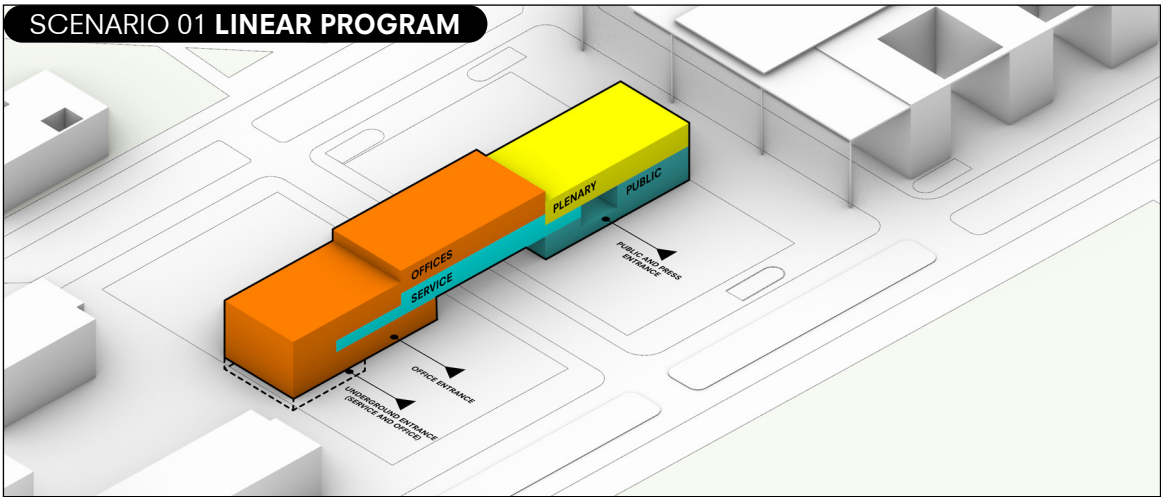 SCENARIO 01 LINEAR PROGRAM
PLENARY
PUBLIC
OFFICES
SERVICE
PUBLIC AND PRESS
ENTRANCE
OFFICE ENTRANCE
UNDERGROUND ENTRANCE
(SERVICE AND OFFICE)